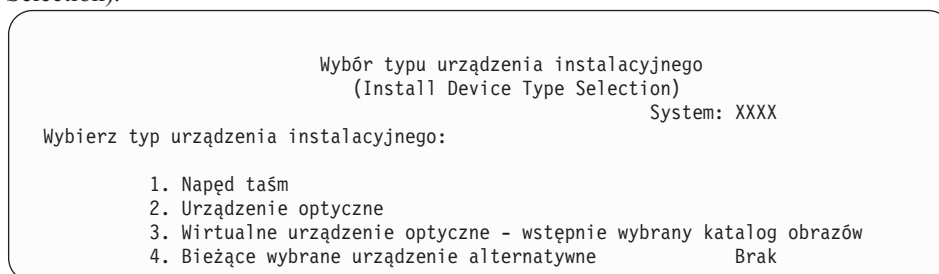 Selection).
Wybór typu urządzenia instalacyjnego
(Install Device Type Selection)
System: XXXX
Wybierz typ urządzenia instalacyjnego:
1. Napęd taśm
2. Urządzenie optyczne
3. Wirtualne urządzenie optyczne - wstępnie wybrany katalog obrazów
4. Bieżące wybrane urządzenie alternatywne Brak